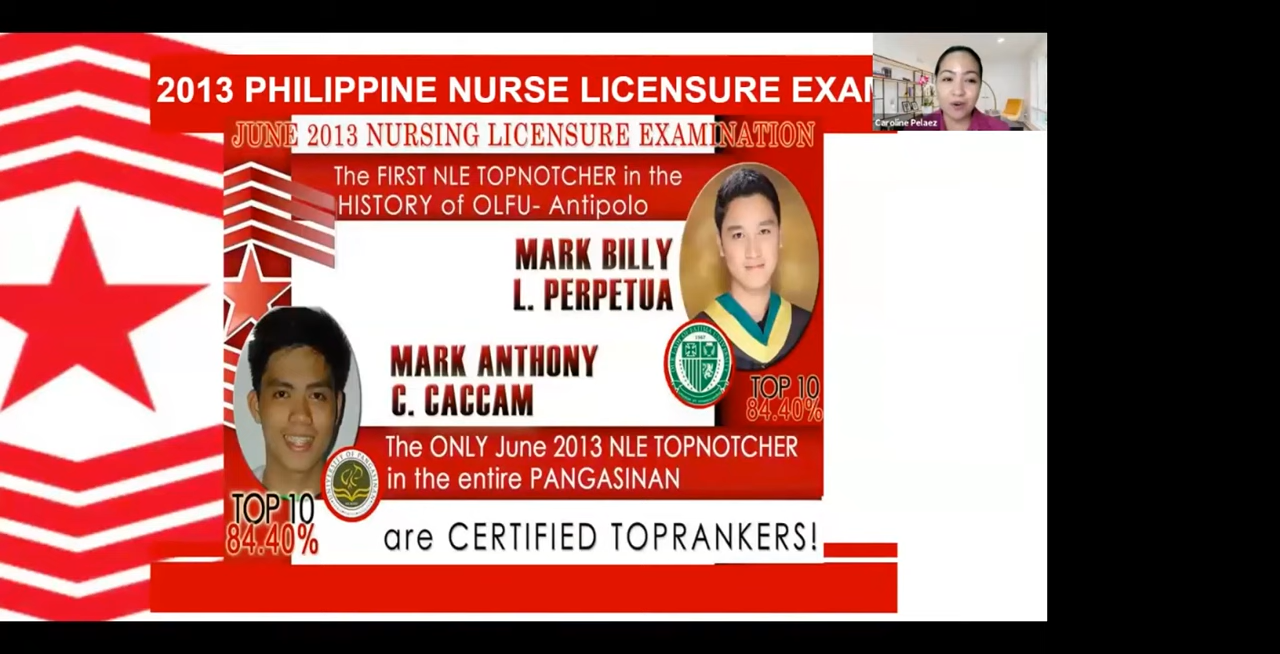 2013 PHILIPPINE NURSE LICENSURE EXAM
Caroline Pelaez
JUNE 2013 NURSING LICENSURE EXAMINATION
The FIRST NLE TOPNOTCHER in the
HISTORY of OLFU- Antipolo
MARK BILLY
L. PERPETUA
MARK ANTHONY
C. CACCAM
TOP 10
84.40%
The ONLY June 2013 NLE TOPNOTCHER
in the entire PANGASINAN
TOP 10
84.40%
are CERTIFIED TOPRANKERS!